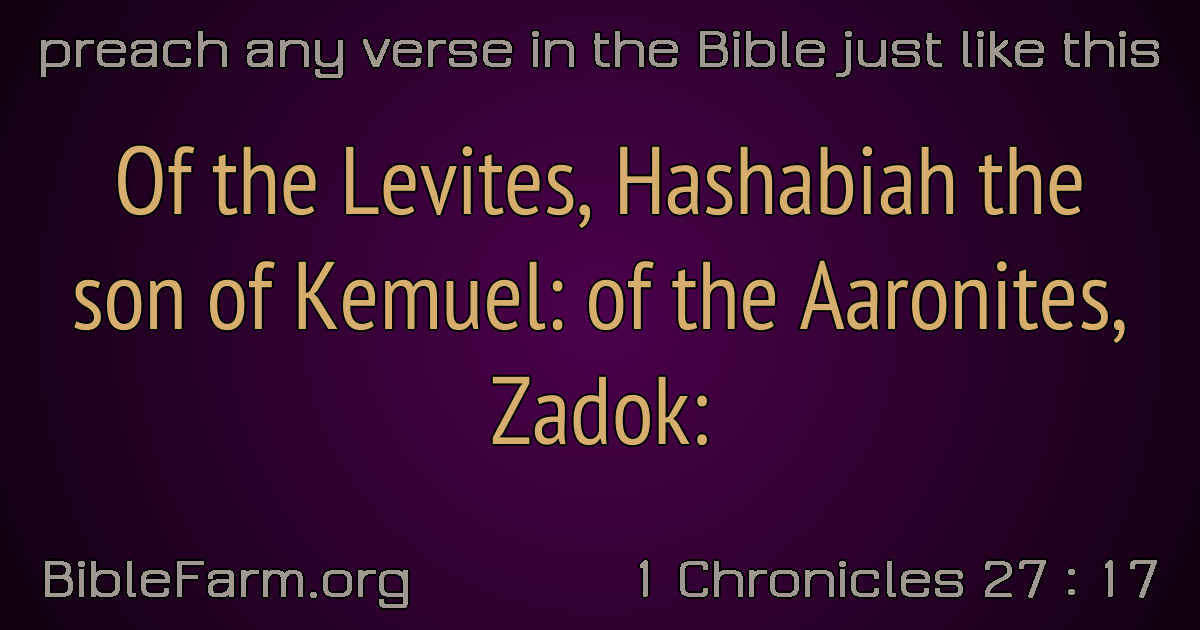 preach any verse in the Bible just like this
Of the Levites, Hashabiah the
son of Kemuel: of the Aaronites,
Zadok:
BibleFarm.org
1 Chronicles 27 : 17